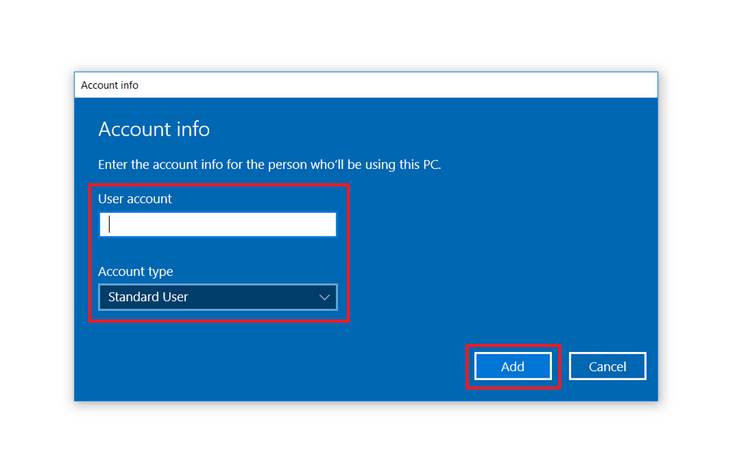 Account info
Account info
Enter the account info for the person who'll be using this PC.
User account
Account type
Standard User
Add
Cancel